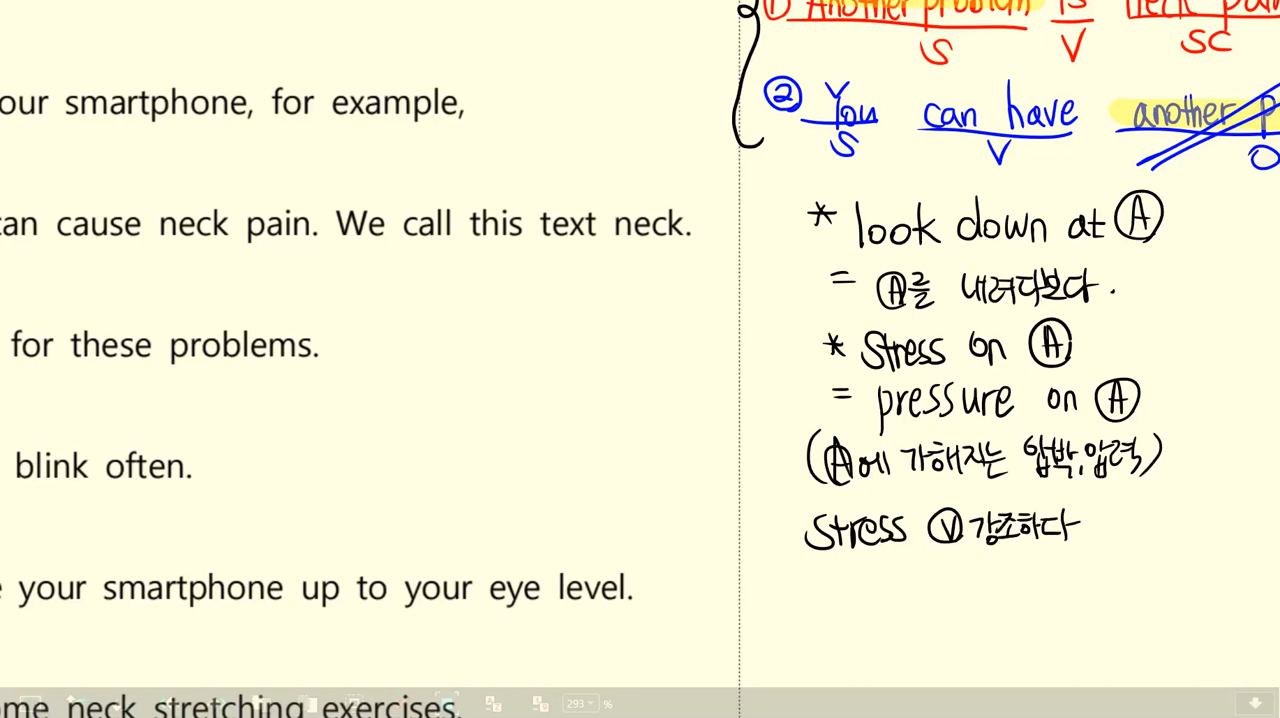 our smartphone, for example,
can cause neck pain. We call this text neck.
for these problems.
blink often.
your smartphone up to your eye level.
me neck stretching exercises.
① Another problem is neck pain
S V SC
② You can have another p
S V O
* look down at Ⓐ
= Ⓐ를 내려다보다.
* Stress on Ⓐ
= pressure on Ⓐ
(Ⓐ에 가해지는 압박, 압력)
stress Ⓥ 강조하다
293 %